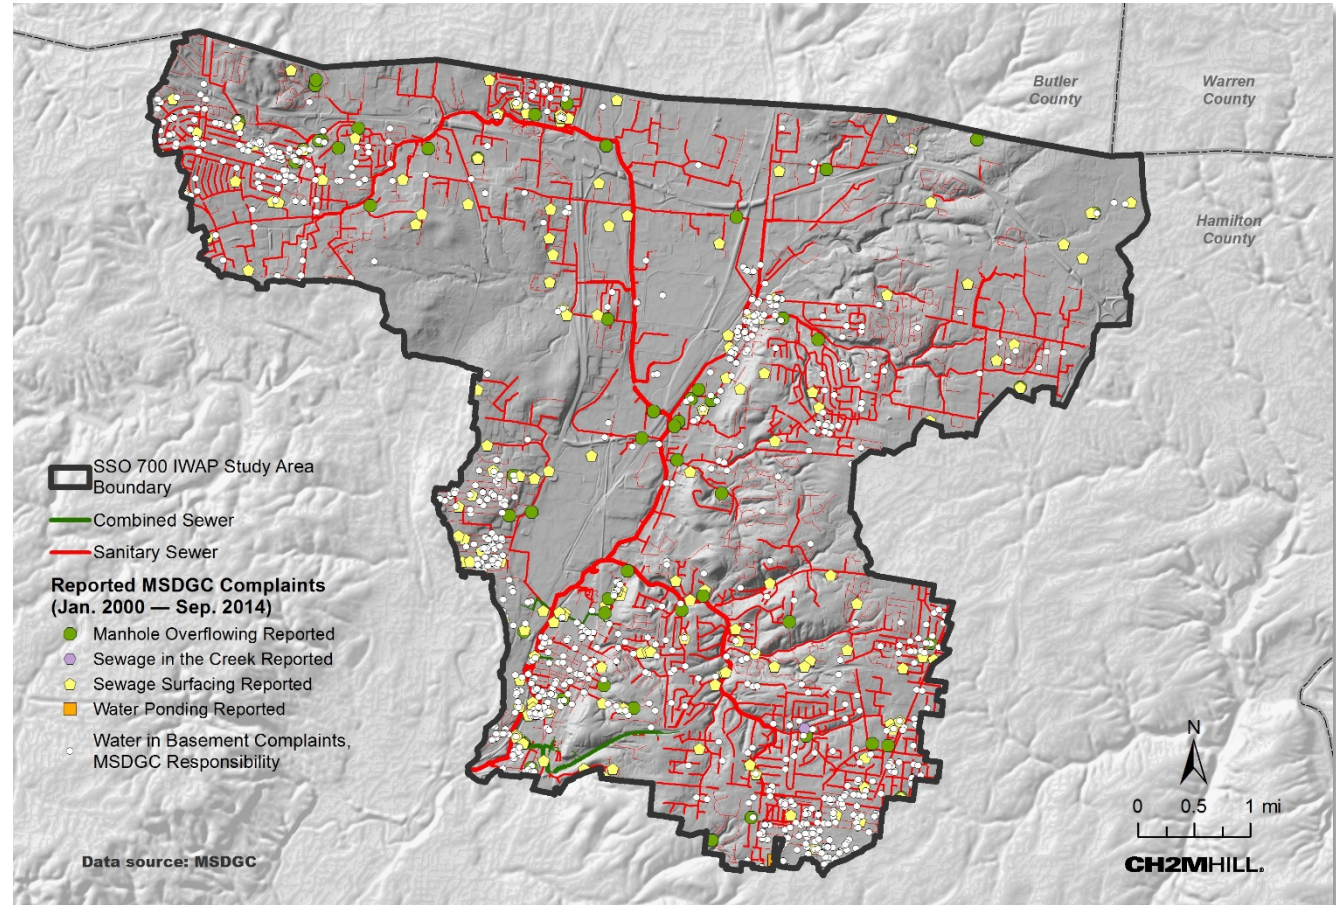 Butler
County
Warren
County
Hamilton
County
SSO 700 IWAP Study Area
Boundary
Combined Sewer
Sanitary Sewer
Reported MSDGC Complaints
(Jan. 2000 — Sep. 2014)
Manhole Overflowing Reported
Sewage in the Creek Reported
Sewage Surfacing Reported
Water Ponding Reported
Water in Basement Complaints,
MSDGC Responsibility
Data source: MSDGC
N
0 0.5 1 mi
CH2MHILL®